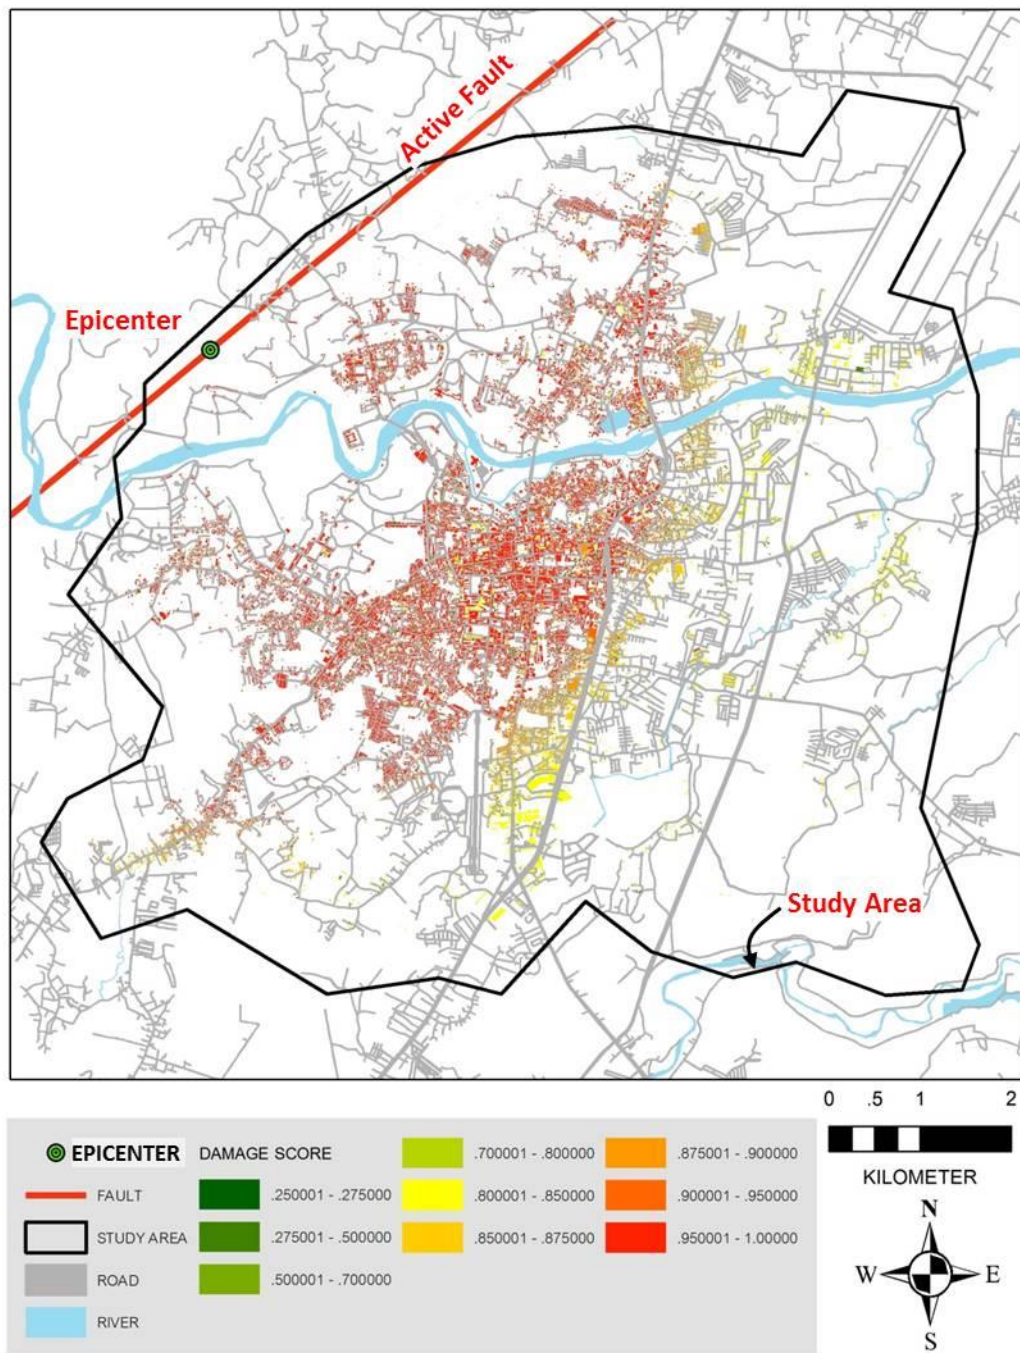 Active Fault
Epicenter
Study Area
0 .5 1 2
KILOMETER
N
W E
S
EPICENTER
FAULT
STUDY AREA
ROAD
RIVER
DAMAGE SCORE
.250001 - .275000
.275001 - .500000
.500001 - .700000
.700001 - .800000
.800001 - .850000
.850001 - .875000
.875001 - .900000
.900001 - .950000
.950001 - 1.00000